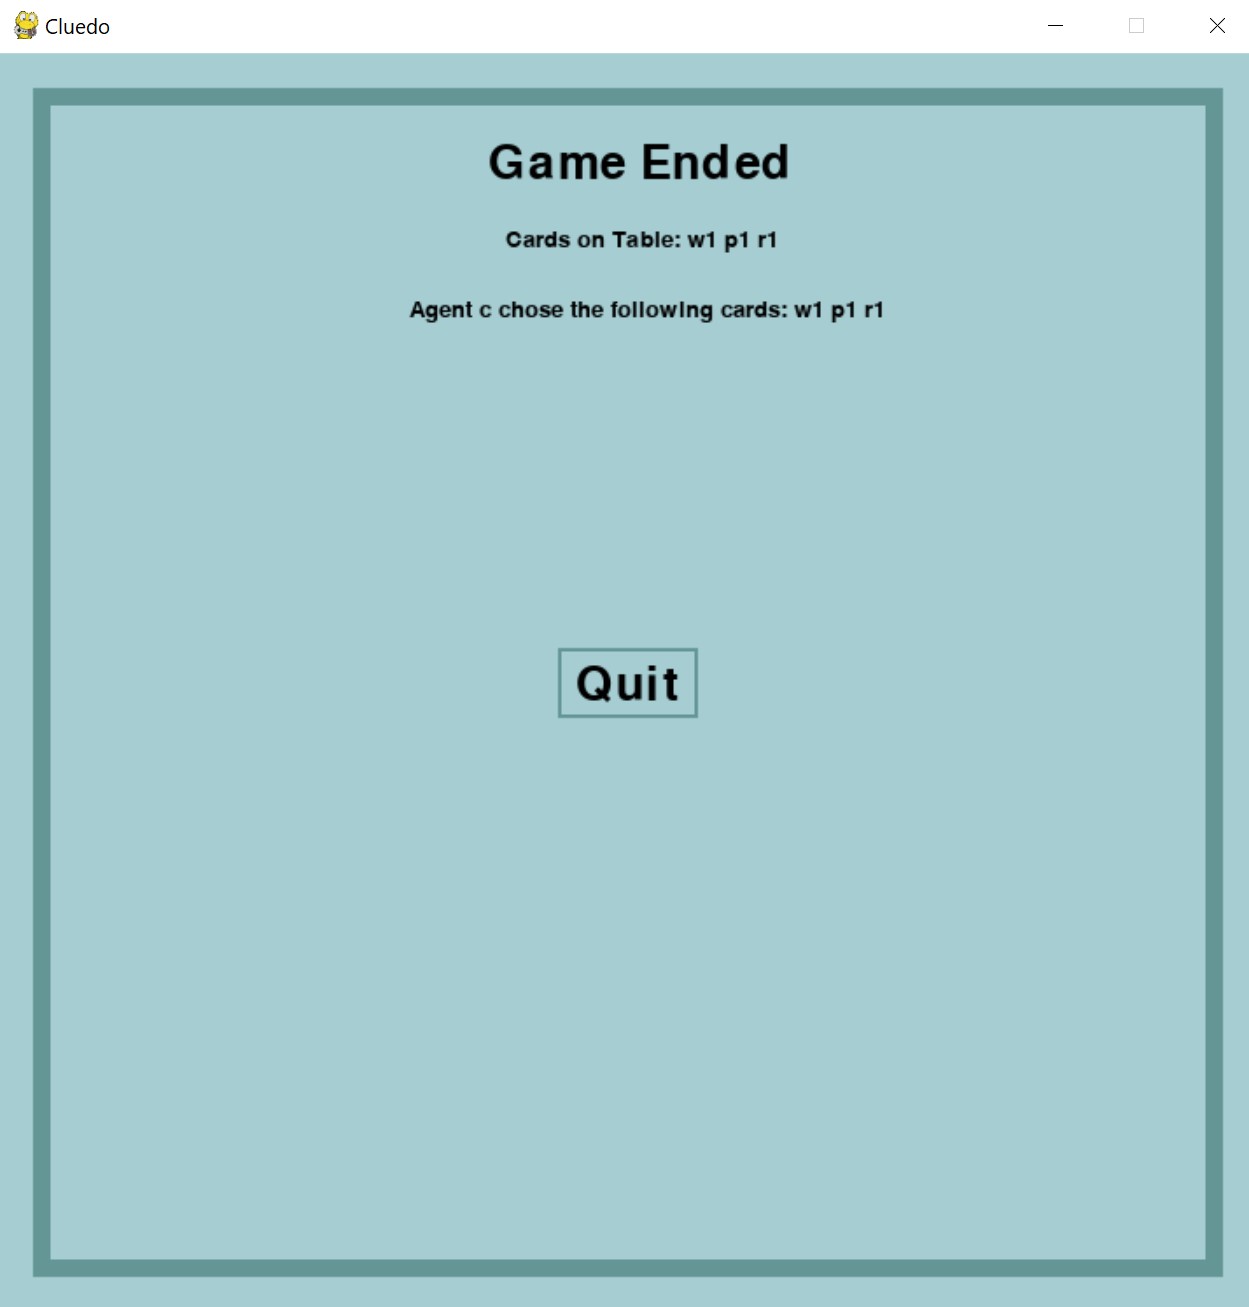 Cluedo
Game Ended
Cards on Table: w1 p1 r1
Agent c chose the following cards: w1 p1 r1
Quit